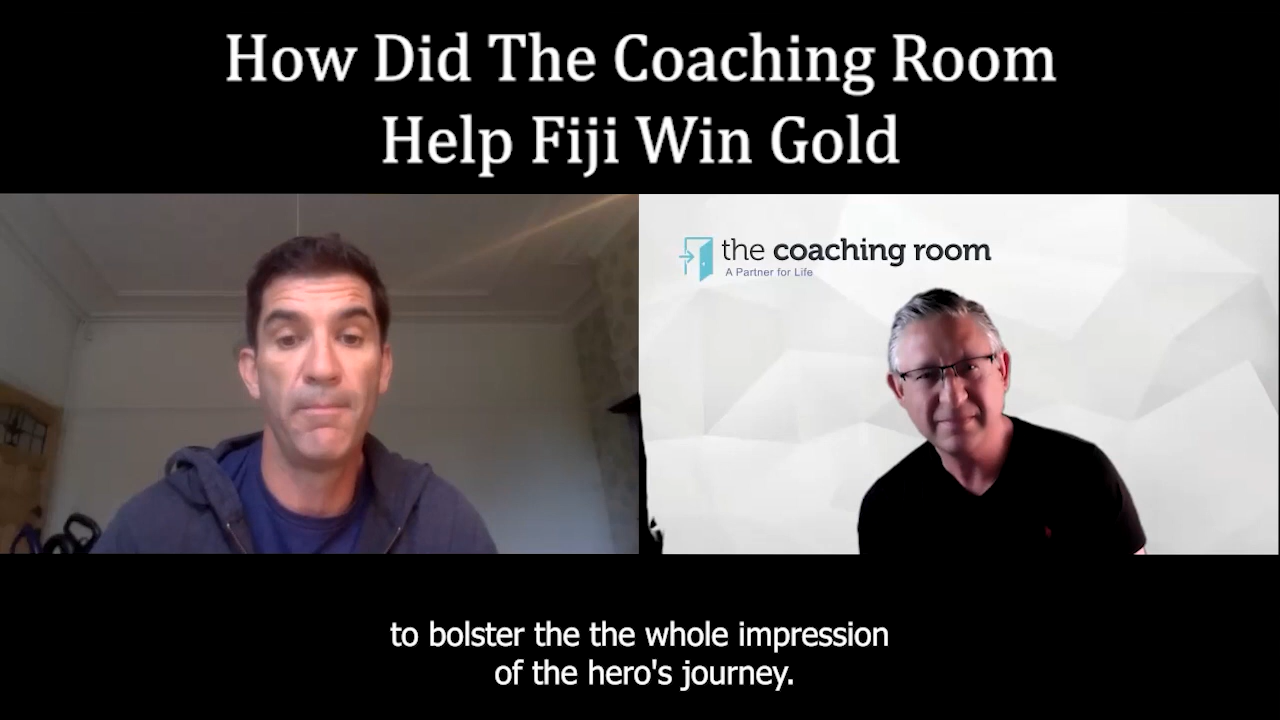 How Did The Coaching Room
Help Fiji Win Gold
the coaching room
A Partner for Life
to bolster the the whole impression
of the hero's journey.